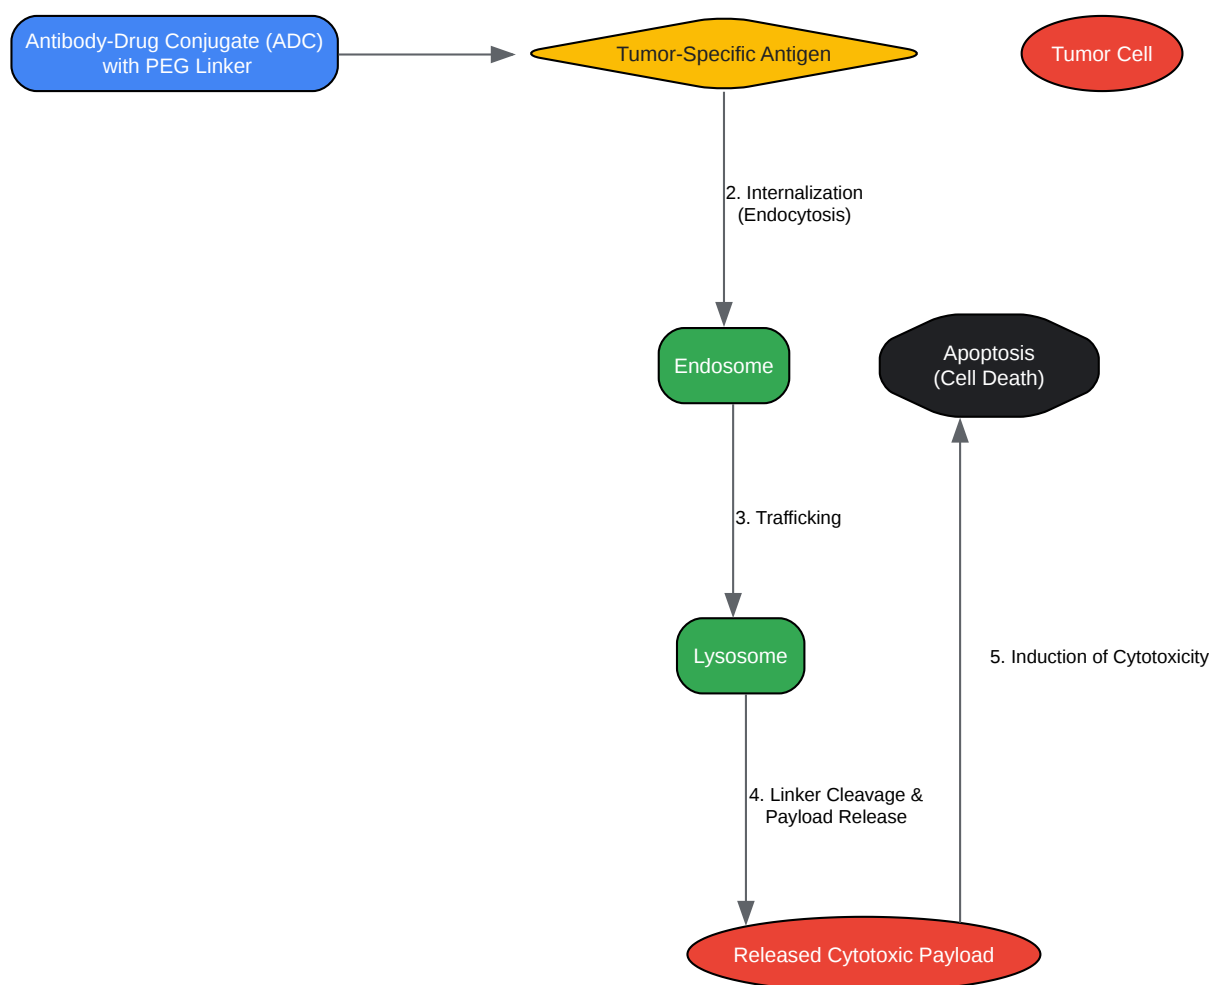 Antibody-Drug Conjugate (ADC)
with PEG Linker
Tumor-Specific Antigen
Tumor Cell
2. Internalization
(Endocytosis)
Endosome
Apoptosis
(Cell Death)
3. Trafficking
Lysosome
5. Induction of Cytotoxicity
4. Linker Cleavage &
Payload Release
Released Cytotoxic Payload